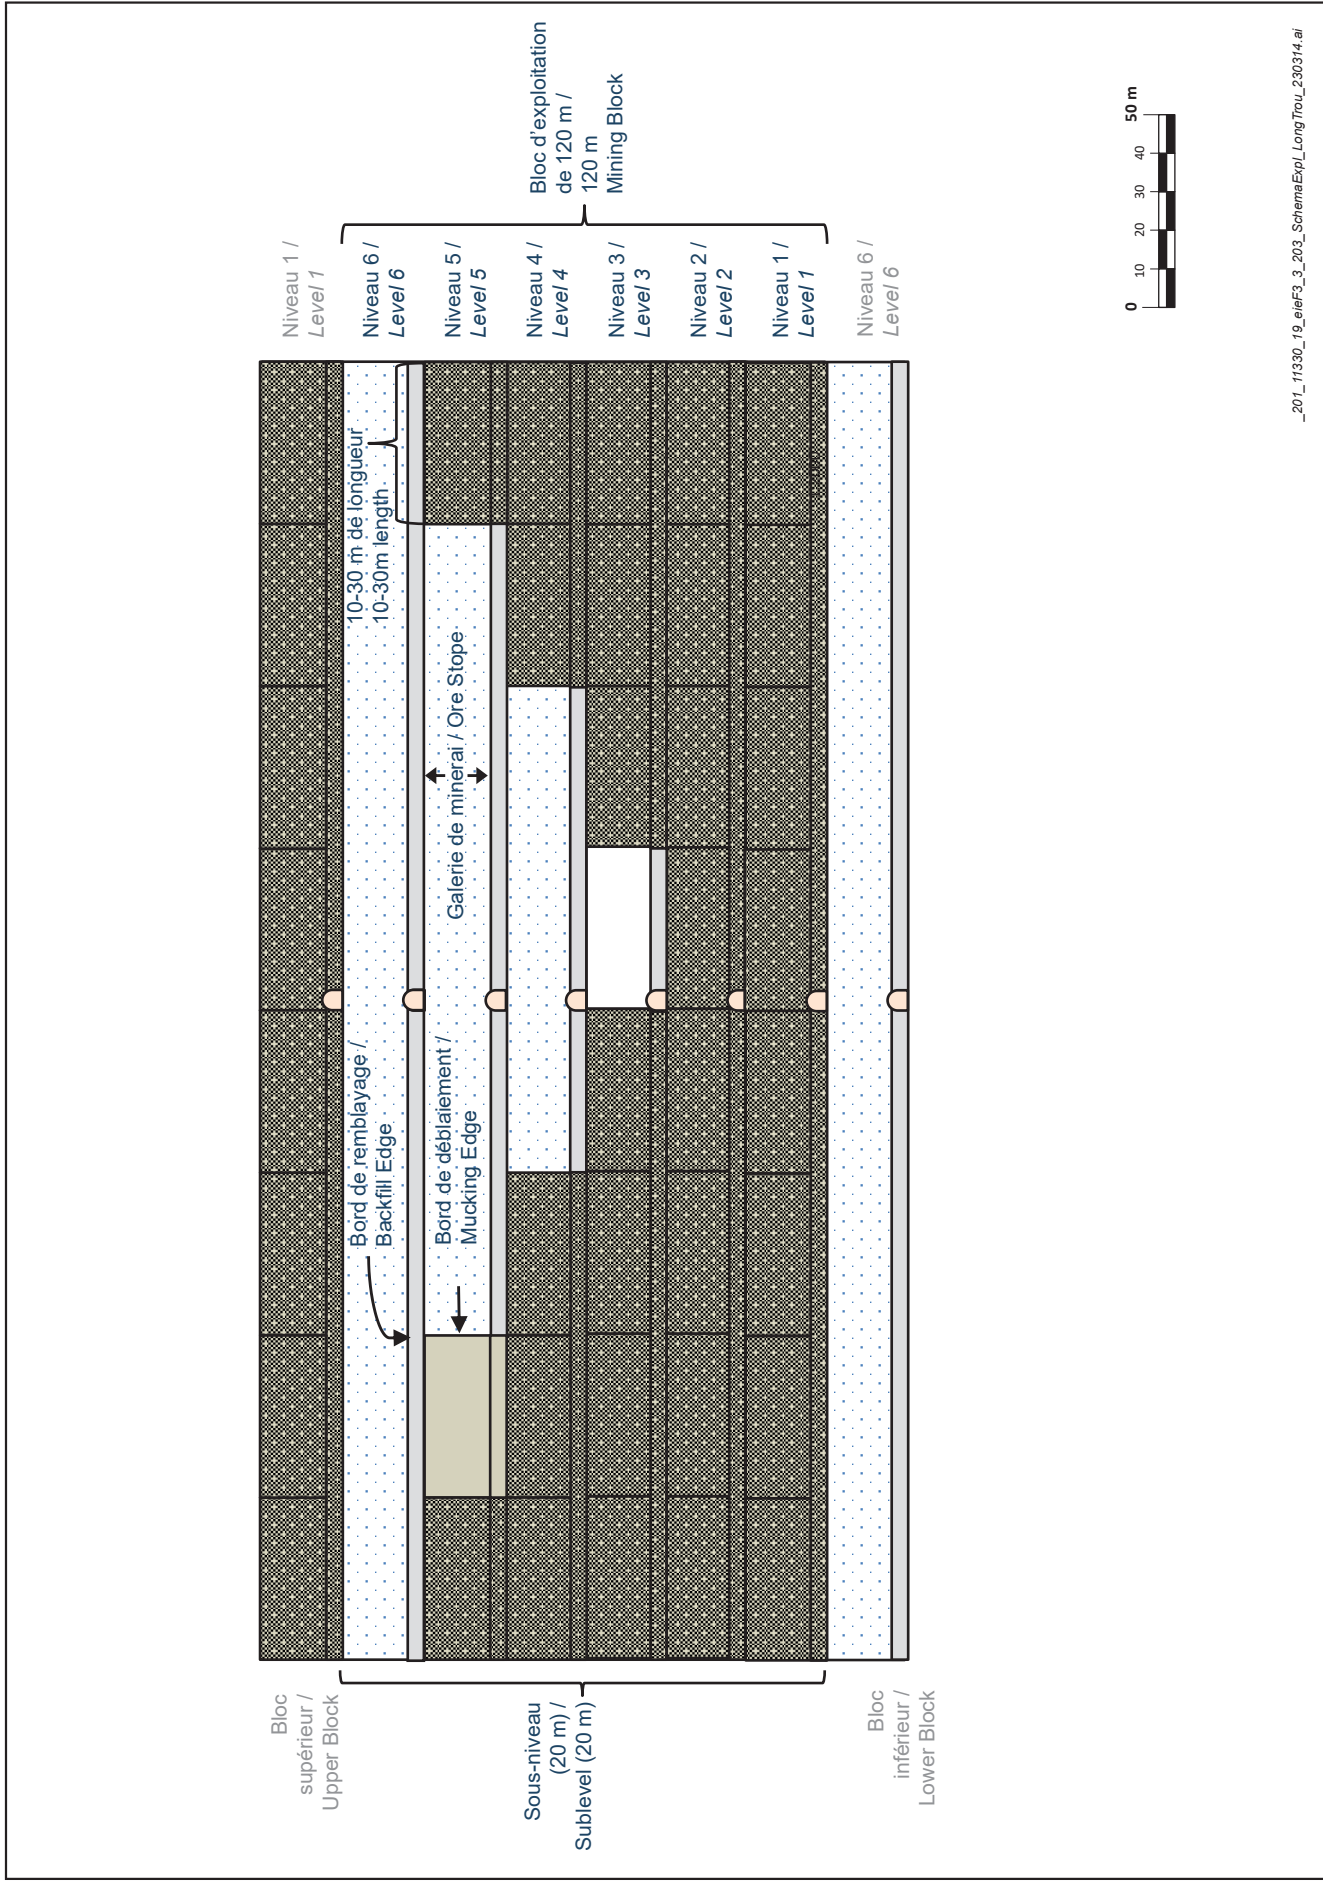 Bloc
supérieur /
Upper Block
Sous-niveau
(20 m) /
Sublevel (20 m)
Bloc
inférieur /
Lower Block
Bord de remblayage /
Backfill Edge
Bord de déblaiement /
Mucking Edge
Galerie de minerai / Ore Stope
10-30 m de longueur
10-30m length
Niveau 1 /
Level 1
Niveau 6 /
Level 6
Niveau 5 /
Level 5
Niveau 4 /
Level 4
Niveau 3 /
Level 3
Niveau 2 /
Level 2
Niveau 1 /
Level 1
Niveau 6 /
Level 6
Bloc d'exploitation
de 120 m /
120 m
Mining Block
0 10 20 30 40 50 m
_201_11330_19_eieF3_3_203_SchemaExpl_LongTrou_230314.ai